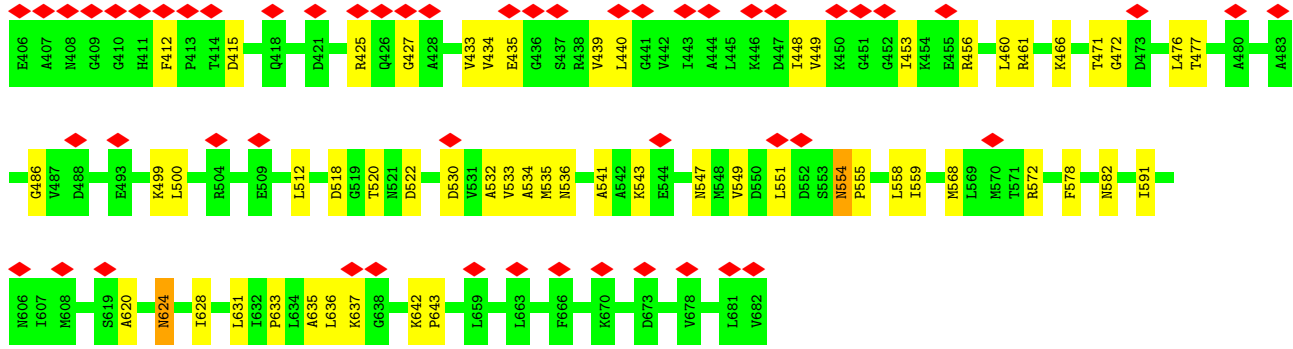 E406 A407 N408 G409 G410 H411 F412 P413 T414 D415 Q418 D421 R425 Q426 G427 A428 V433 V434 E435 G436 S437 R438 V439 L440 G441 V442 I443 A444 L445 K446 D447 I448 V449 K450 G451 G452 I453 K454 E455 R456 L460 R461 K466 T471 G472 D473 L476 T477 A480 A483
G486 V487 D488 E493 K499 L500 R504 E509 L512 D518 G519 T520 N521 D522 D530 V531 A532 V533 A534 M535 N536 A541 A542 K543 E544 N547 M548 V549 D550 L551 D552 S553 N554 P555 L558 I559 M568 L569 M570 T571 R572 F578 N582 I591
N606 I607 M608 S619 A620 N624 I628 L631 I632 P633 L634 A635 L636 K637 G638 K642 P643 L659 L663 F666 K670 D673 V678 L681 V682